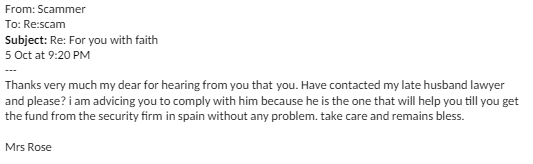 From: Scammer
To: Re:scam
Subject: Re: For you with faith
5 Oct at 9:20 PM
---
Thanks very much my dear for hearing from you that you. Have contacted my late husband lawyer
and please? i am advicing you to comply with him because he is the one that will help you till you get
the fund from the security firm in spain without any problem. take care and remains bless.
Mrs Rose